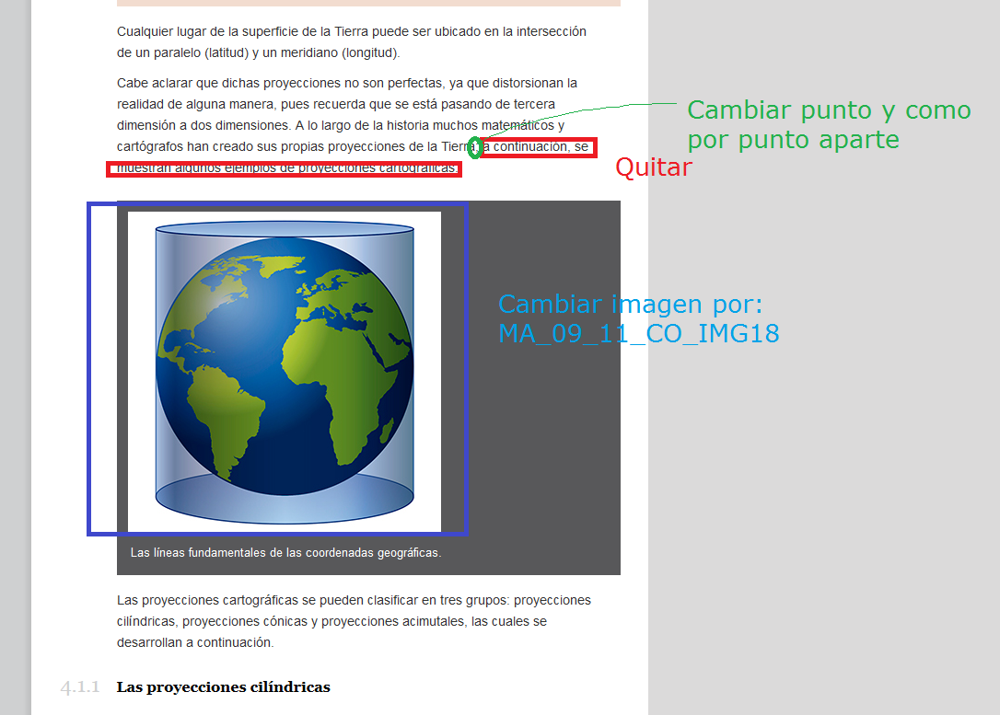 Cualquier lugar de la superficie de la Tierra puede ser ubicado en la intersección
de un paralelo (latitud) y un meridiano (longitud).
Cabe aclarar que dichas proyecciones no son perfectas, ya que distorsionan la
realidad de alguna manera, pues recuerda que se está pasando de tercera
dimensión a dos dimensiones. A lo largo de la historia muchos matemáticos y
cartógrafos han creado sus propias proyecciones de la Tierra; a continuación, se
muestran algunos ejemplos de proyecciones cartográficas.
Cambiar punto y como
por punto aparte
Quitar
Cambiar imagen por:
MA_09_11_CO_IMG18
Las líneas fundamentales de las coordenadas geográficas.
Las proyecciones cartográficas se pueden clasificar en tres grupos: proyecciones
cilíndricas, proyecciones cónicas y proyecciones acimutales, las cuales se
desarrollan a continuación.
4.1.1 Las proyecciones cilíndricas